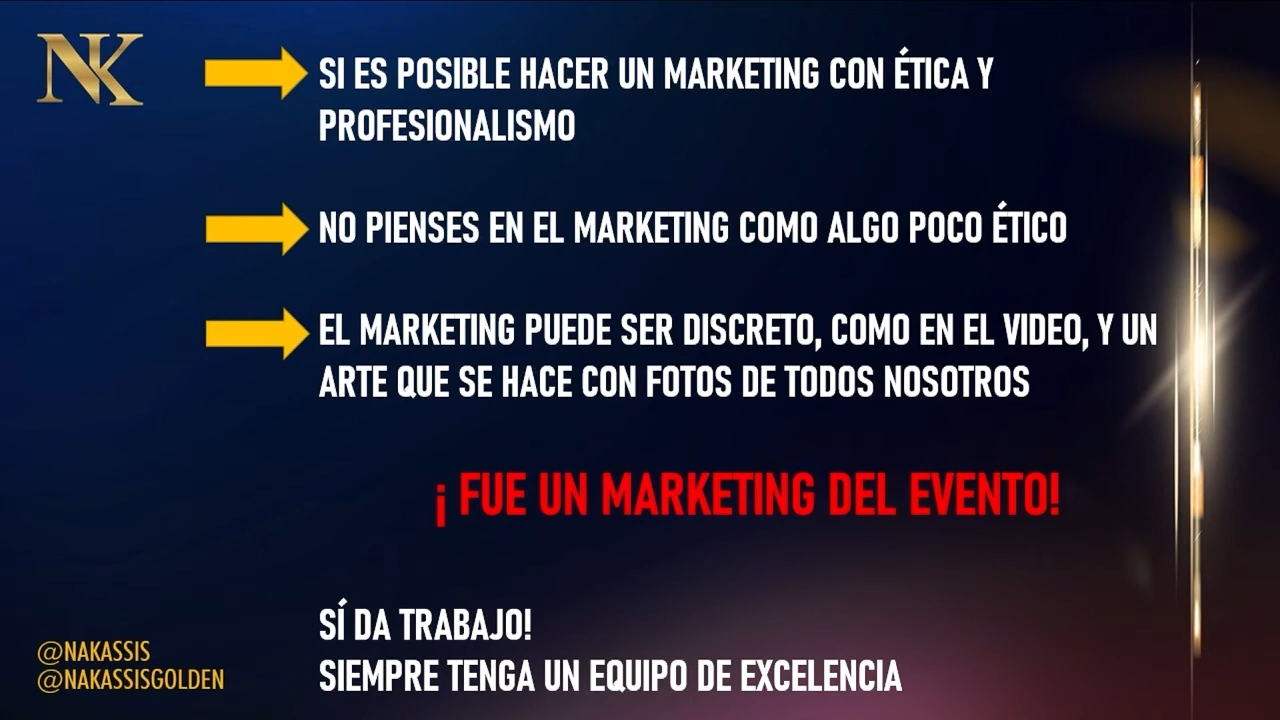 NK
SI ES POSIBLE HACER UN MARKETING CON ÉTICA Y
PROFESIONALISMO
NO PIENSES EN EL MARKETING COMO ALGO POCO ÉTICO
EL MARKETING PUEDE SER DISCRETO, COMO EN EL VIDEO, Y UN
ARTE QUE SE HACE CON FOTOS DE TODOS NOSOTROS
¡ FUE UN MARKETING DEL EVENTO!
SÍ DA TRABAJO!
SIEMPRE TENGA UN EQUIPO DE EXCELENCIA
@NAKASSIS
@NAKASSISGOLDEN